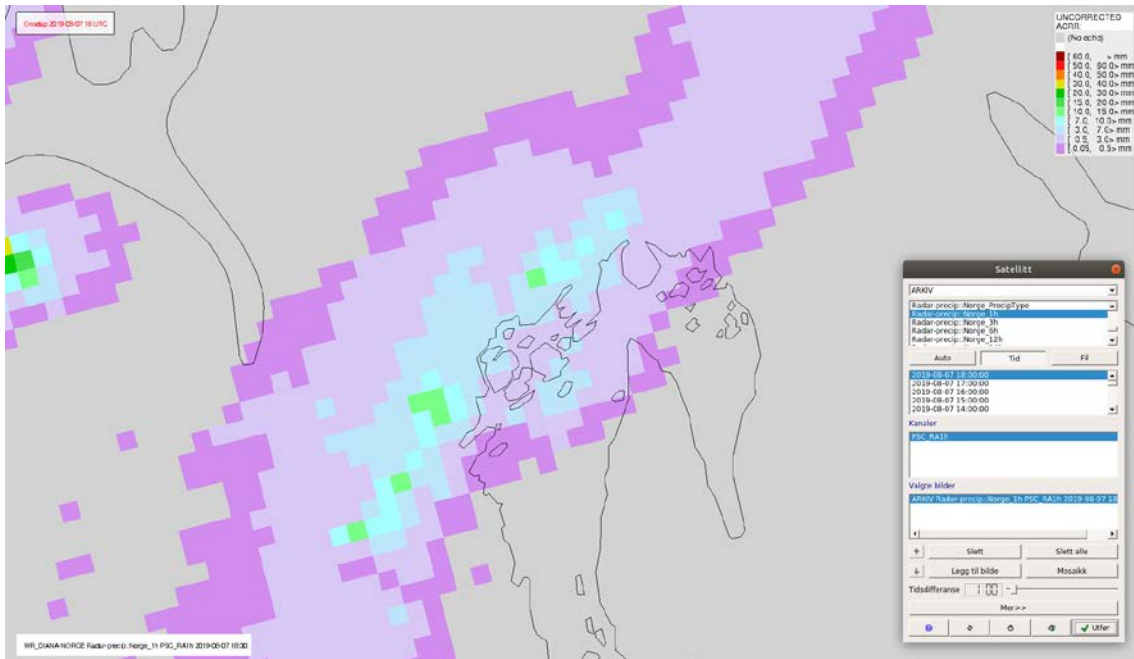 Onsdag 2019-08-07 18 UTC
UNCORRECTED
ACRR:
(No echo)
[ 60.0, > mm
[ 50.0, 60.0> mm
[ 40.0, 50.0> mm
[ 30.0, 40.0> mm
[ 20.0, 30.0> mm
[ 15.0, 20.0> mm
[ 10.0, 15.0> mm
[ 7.0, 10.0> mm
[ 3.0, 7.0> mm
[ 0.5, 3.0> mm
[ 0.05, 0.5> mm
Satellitt
ARKIV
Radar-precip::Norge_PrecipType
Radar-precip::Norge_1h
Radar-precip::Norge_3h
Radar-precip::Norge_6h
Radar-precip::Norge_12h
Auto Tid Fil
2019-08-07 18:00:00
2019-08-07 17:00:00
2019-08-07 16:00:00
2019-08-07 15:00:00
2019-08-07 14:00:00
Kanaler
PSC_RA1h
Valgte bilder
ARKIV Radar-precip::Norge_1h PSC_RA1h 2019-08-07 18
Slett Slett alle
Legg til bilde Mosaikk
Tidsdifferanse 1:00
Mer>>
Utfør
WR_DIANA-NORGE Radar-precip::Norge_1h PSC_RA1h 2019-08-07 18:00